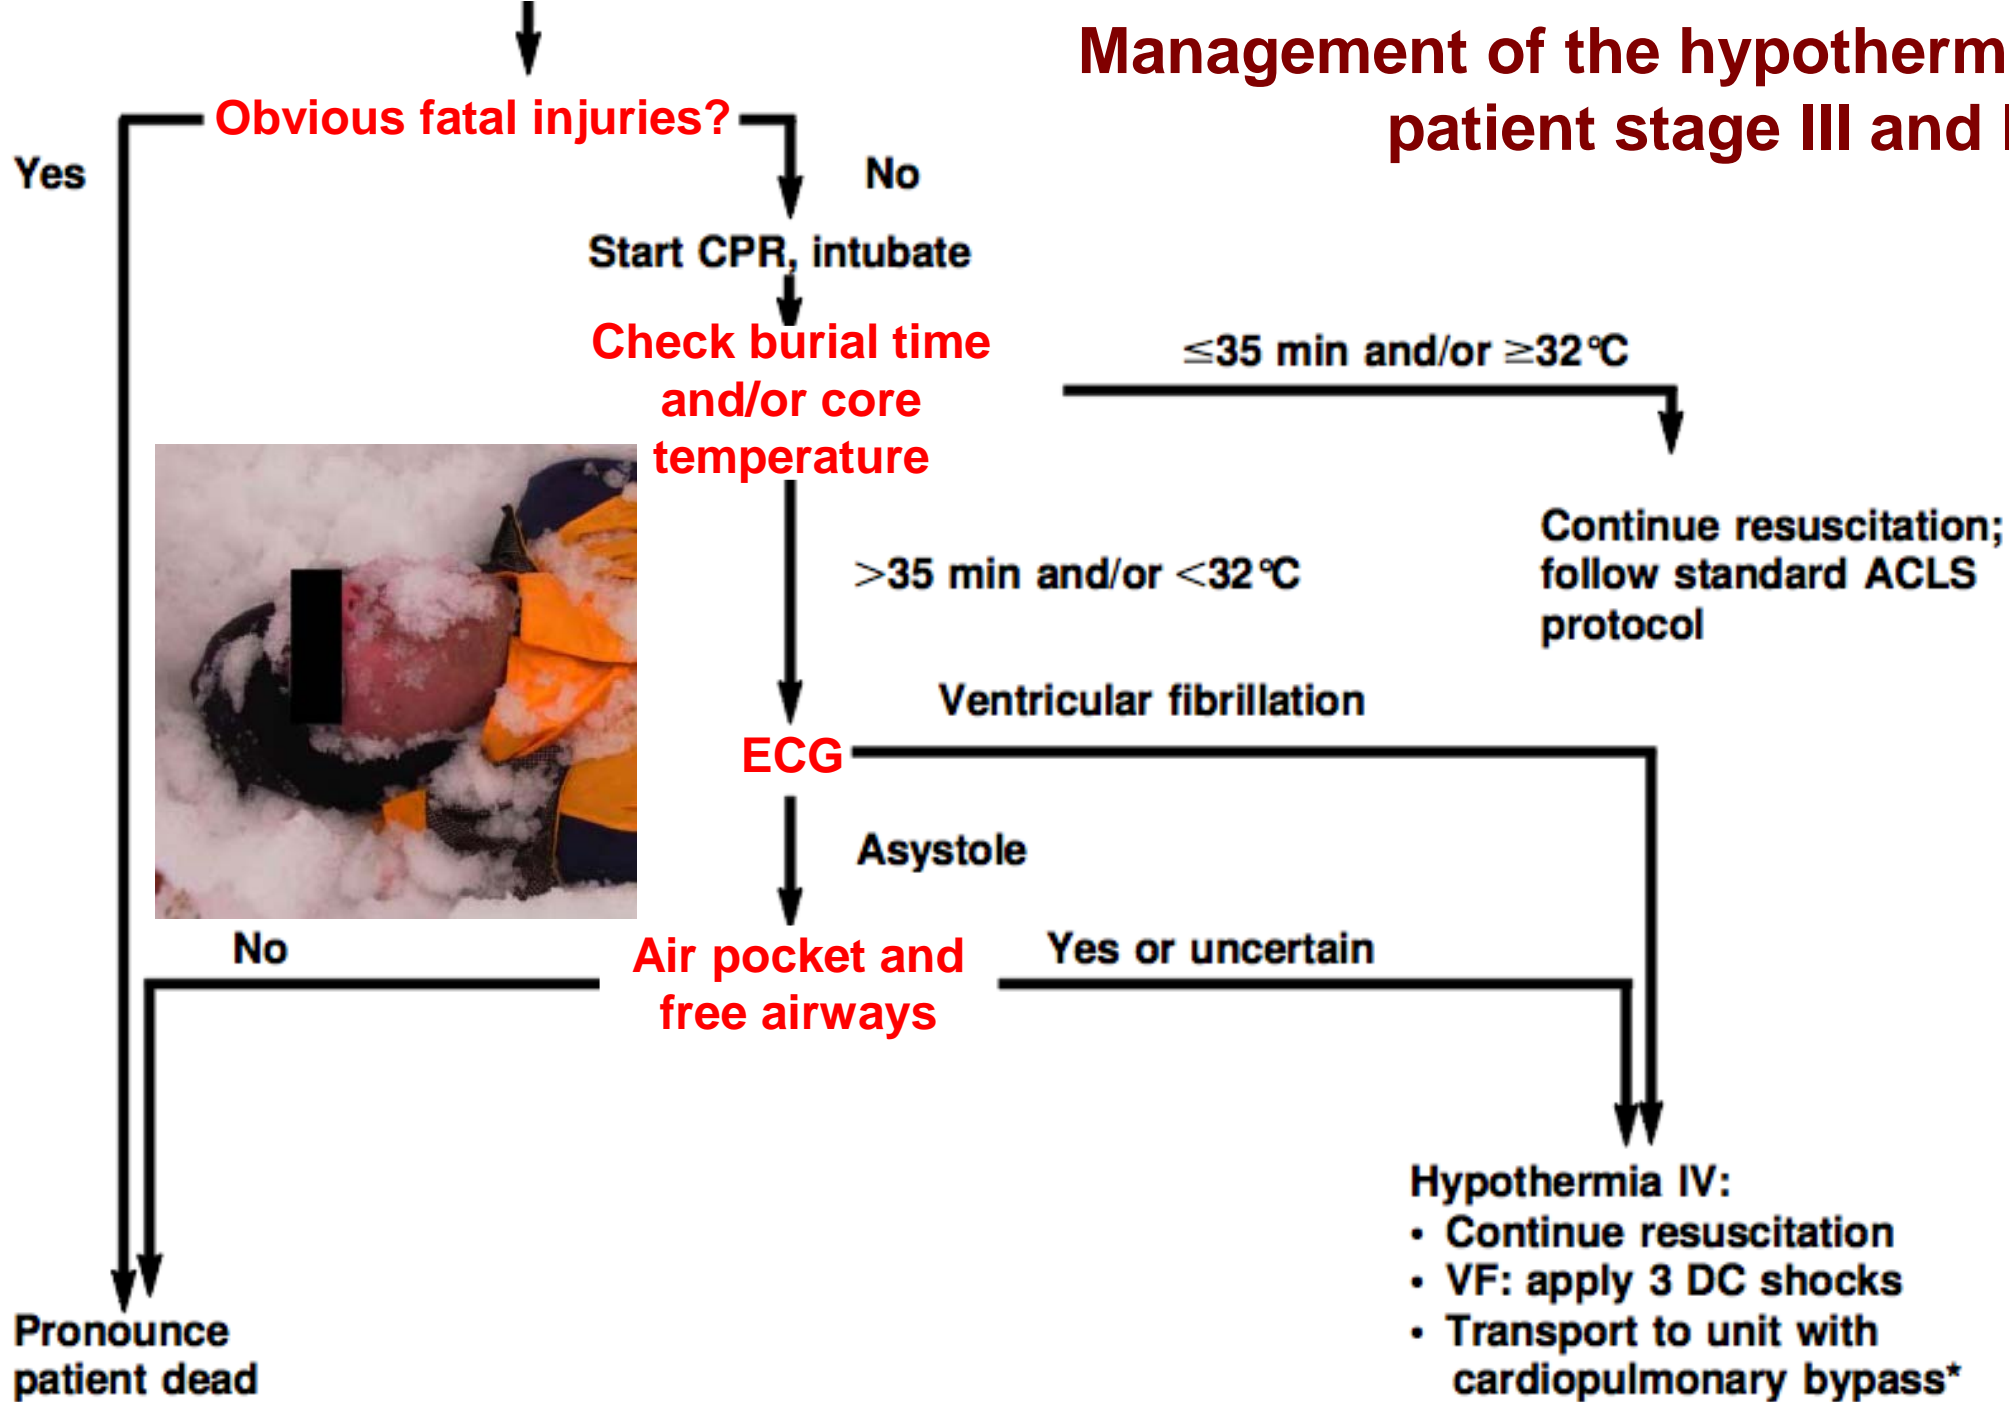 Management of the hypotherm
patient stage III and
Obvious fatal injuries?
Yes
No
Start CPR, intubate
Check burial time
and/or core
temperature
≤35 min and/or ≥32°C
Continue resuscitation;
follow standard ACLS
protocol
>35 min and/or <32°C
Ventricular fibrillation
ECG
Asystole
No
Air pocket and
free airways
Yes or uncertain
Hypothermia IV:
• Continue resuscitation
• VF: apply 3 DC shocks
• Transport to unit with
cardiopulmonary bypass*
Pronounce
patient dead